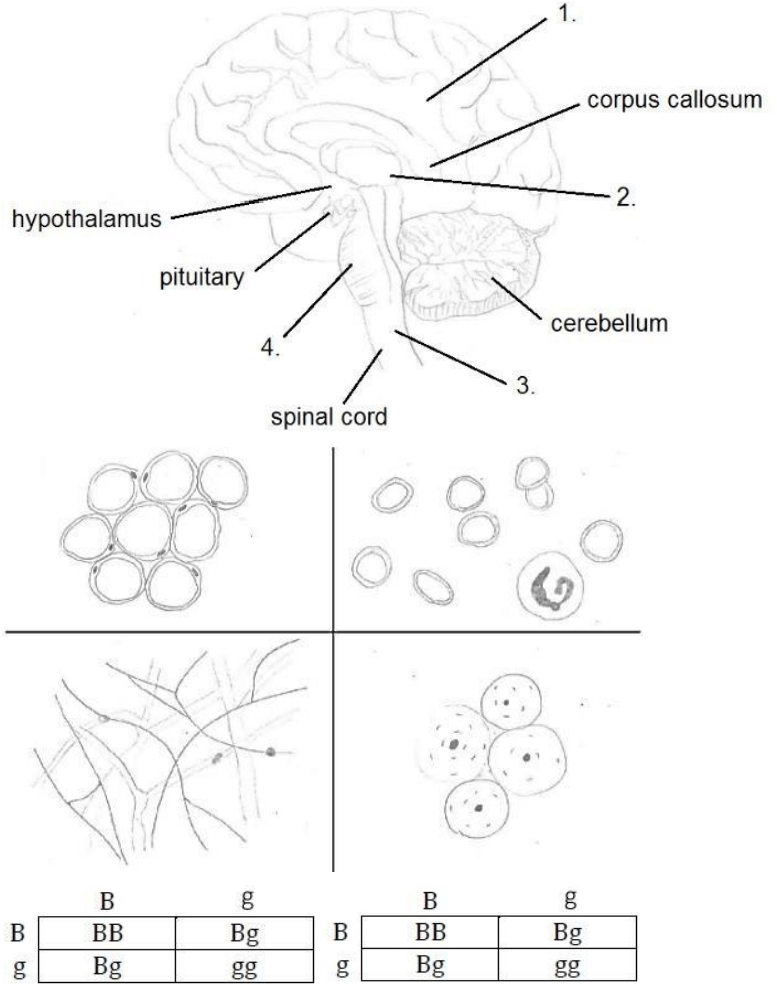 1.
corpus callosum
2.
hypothalamus
pituitary
cerebellum
4.
3.
spinal cord
B g B g
B BB Bg B BB Bg
g Bg gg g Bg gg